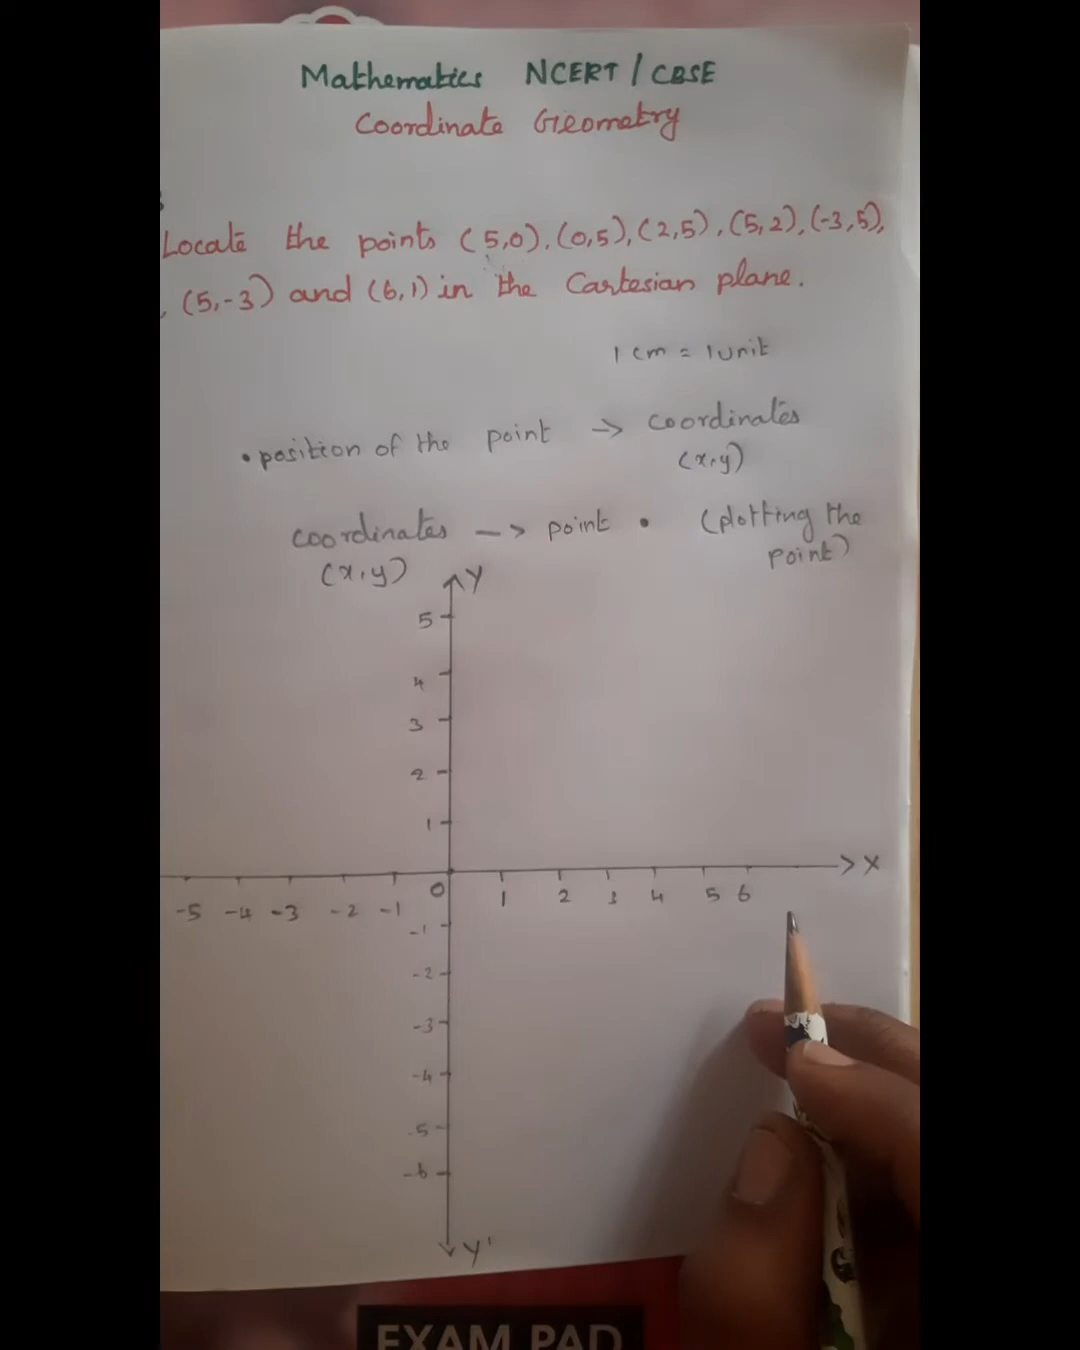 Mathematics NCERT / CBSE
Coordinate Geometry
Locate the points (5,0), (0,5), (2,5), (5,2), (-3,5),
(5,-3) and (6,1) in the Cartesian plane.
1 cm = 1 unit
• position of the point → coordinates
(x,y)
coordinates → point • (plotting the
point)
(x,y)
Y
5
4
3
2
1
X
-5 -4 -3 -2 -1 0 1 2 3 4 5 6
-1
-2
-3
-4
-5
-6
Y'
EXAM PAD